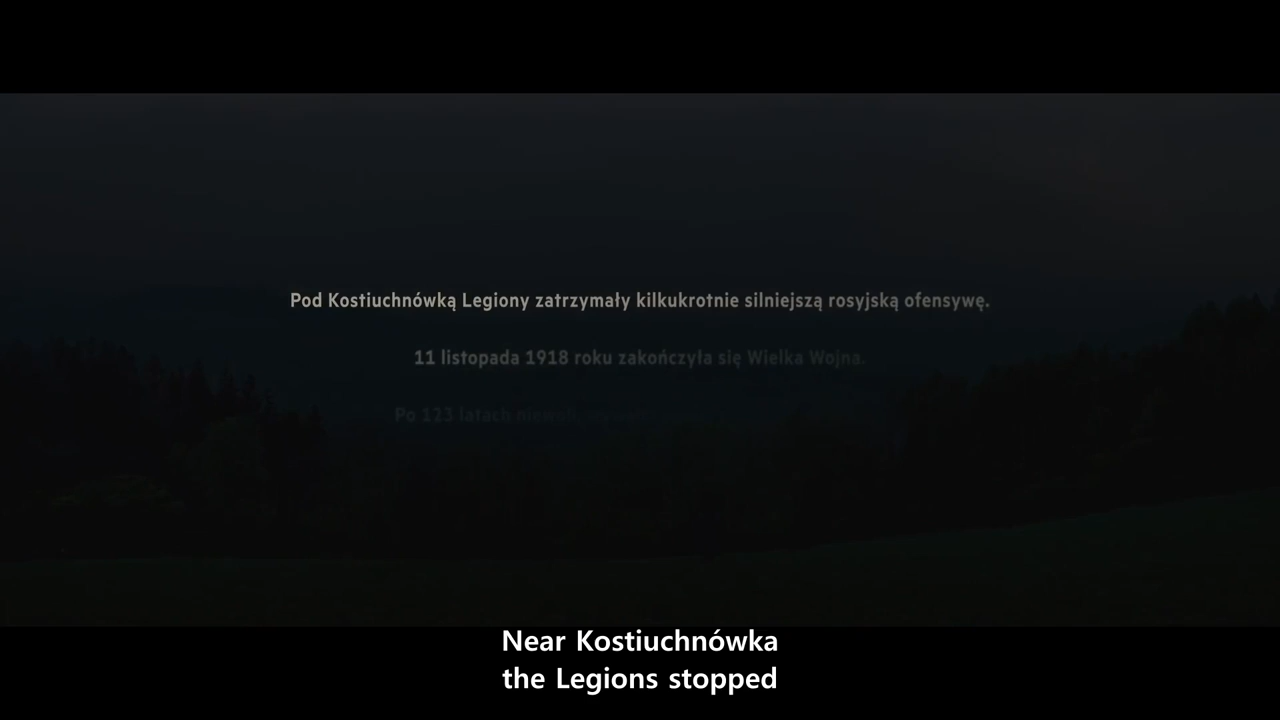 Pod Kostiuchnówką Legiony zatrzymały kilkukrotnie silniejszą rosyjską ofensywę.
11 listopada 1918 roku zakończyła się Wielka Wojna.
Po 123 latach niewoli
Near Kostiuchnówka
the Legions stopped